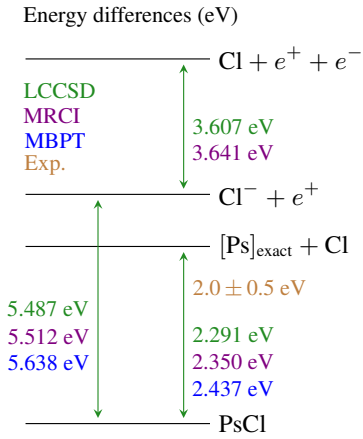 Energy differences (eV)
Cl + e⁺ + e⁻
LCCSD
MRCI
MBPT
Exp.
3.607 eV
3.641 eV
Cl⁻ + e⁺
[Ps]exact + Cl
2.0 ± 0.5 eV
5.487 eV
5.512 eV
5.638 eV
2.291 eV
2.350 eV
2.437 eV
PsCl